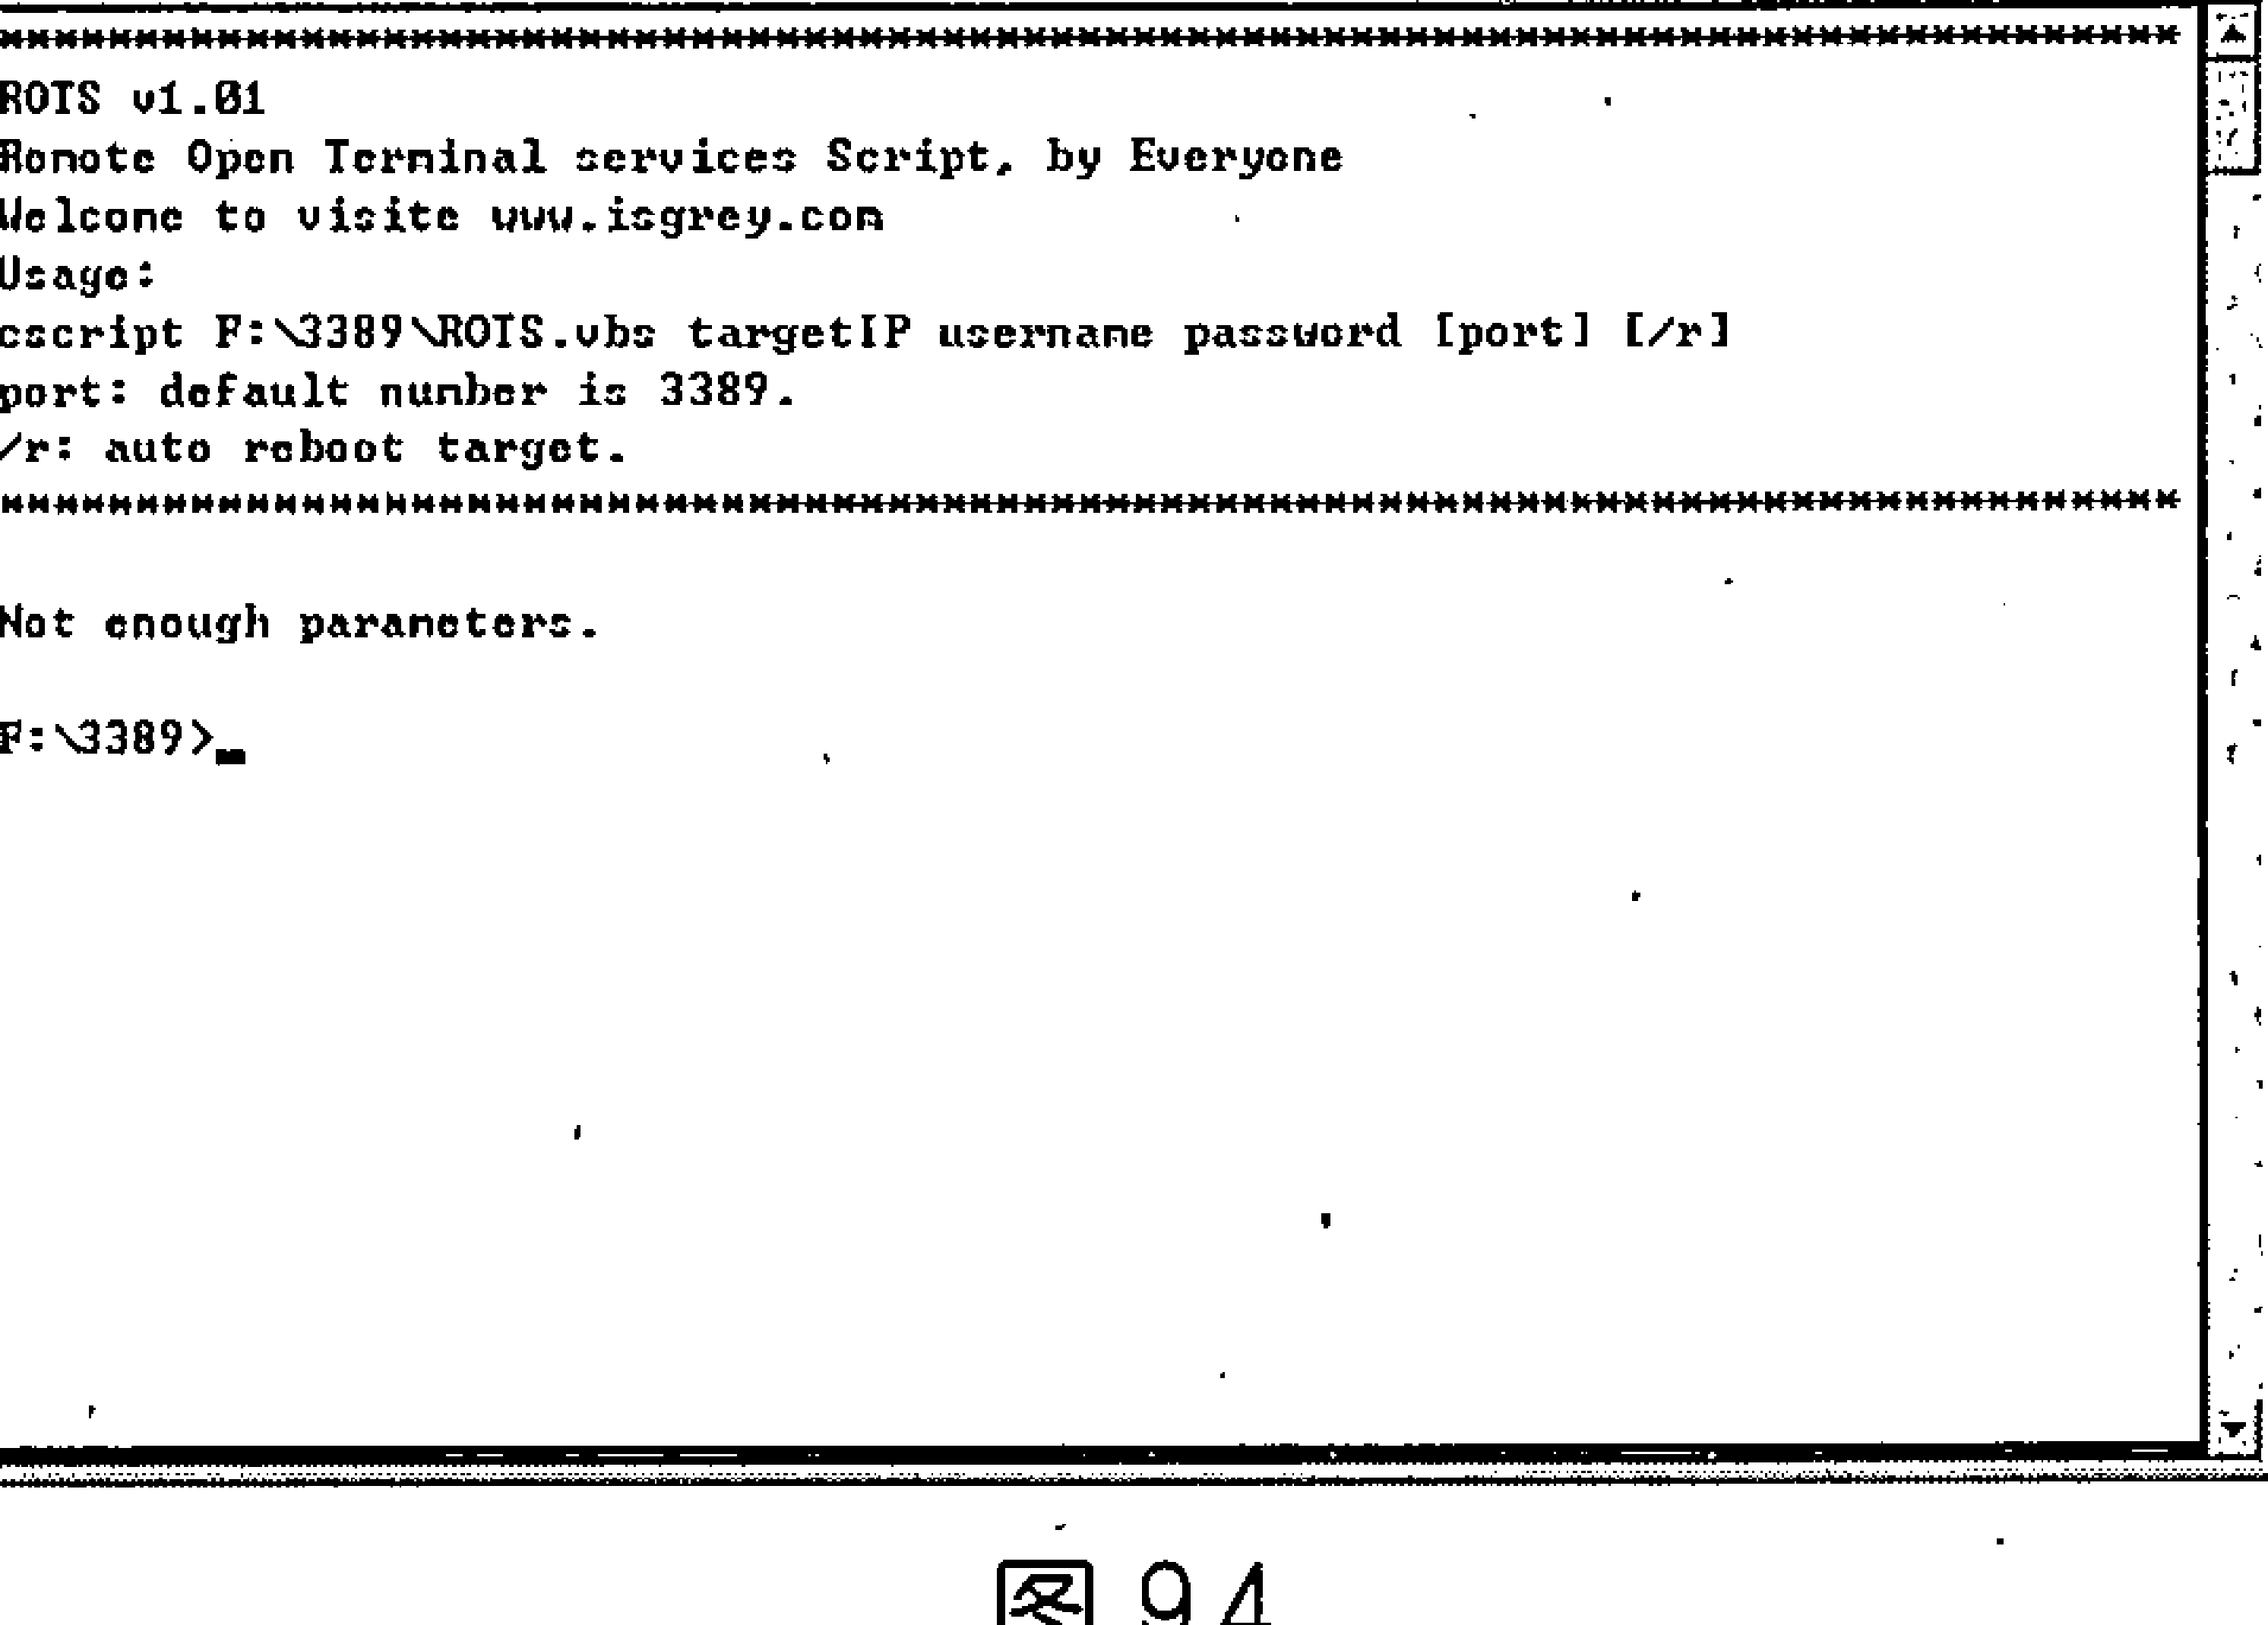 *******************************************************************************
ROTS v1.01
Remote Open Terminal services Script, by Everyone
Welcome to visite www.isgrey.com
Usage:
cscript F:\3389\ROTS.vbs targetIP username password [port] [/r]
port: default number is 3389.
/r: auto reboot target.
*******************************************************************************
Not enough parameters.
F:\3389>_
图 94